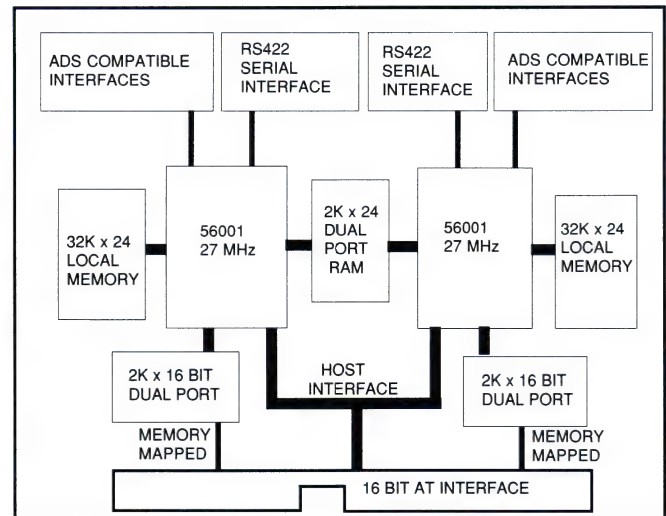 ADS COMPATIBLE
INTERFACES
RS422
SERIAL
INTERFACE
RS422
SERIAL
INTERFACE
ADS COMPATIBLE
INTERFACES
32K x 24
LOCAL
MEMORY
56001
27 MHz
2K x 24
DUAL
PORT
RAM
56001
27 MHz
32K x 24
LOCAL
MEMORY
2K x 16 BIT
DUAL PORT
HOST
INTERFACE
2K x 16 BIT
DUAL PORT
MEMORY
MAPPED
MEMORY
MAPPED
16 BIT AT INTERFACE